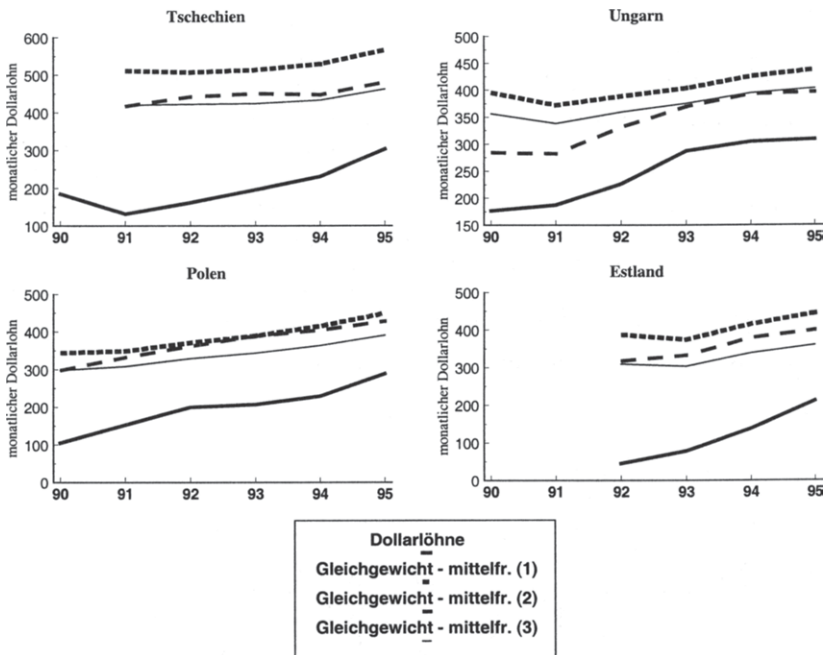 Tschechien
monatlicher Dollarlohn
600
500
400
300
200
100
90 91 92 93 94 95
Ungarn
monatlicher Dollarlohn
500
450
400
350
300
250
200
150
90 91 92 93 94 95
Polen
monatlicher Dollarlohn
500
400
300
200
100
0
90 91 92 93 94 95
Estland
monatlicher Dollarlohn
500
400
300
200
100
0
90 91 92 93 94 95
Dollarlöhne
Gleichgewicht - mittelfr. (1)
Gleichgewicht - mittelfr. (2)
Gleichgewicht - mittelfr. (3)